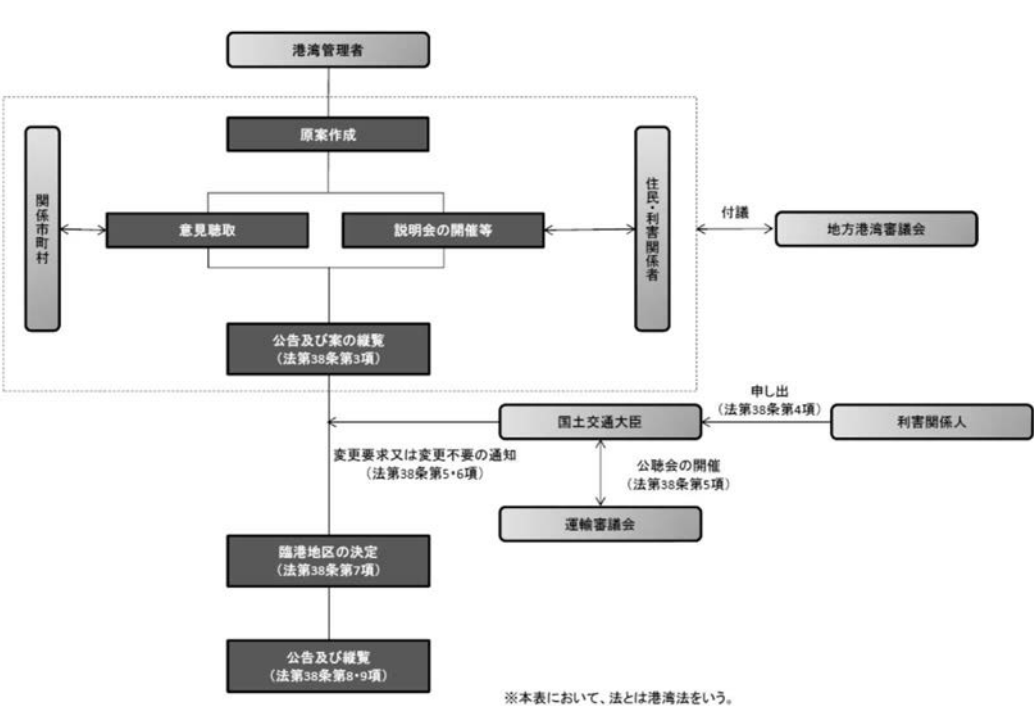 港湾管理者
原案作成
関係市町村
意見聴取
説明会の開催等
住民・利害関係者
付議
地方港湾審議会
公告及び案の縦覧
（法第38条第3項）
申し出
（法第38条第4項）
国土交通大臣
利害関係人
変更要求又は変更不要の通知
（法第38条第5・6項）
公聴会の開催
（法第38条第5項）
運輸審議会
臨港地区の決定
（法第38条第7項）
公告及び縦覧
（法第38条第8・9項）
※本表において、法とは港湾法をいう。